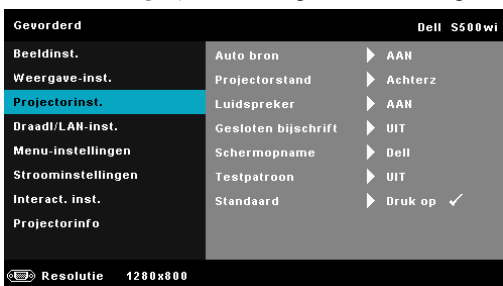 Gevorderd Dell S500wi
Beeldinst.
Weergave-inst.
Projectorinst.
Draadl/LAN-inst.
Menu-instellingen
Stroominstellingen
Interact. inst.
Projectorinfo
Auto bron AAN
Projectorstand Achterz
Luidspreker AAN
Gesloten bijschrift UIT
Schermopname Dell
Testpatroon UIT
Standaard Druk op ✓
Resolutie 1280x800